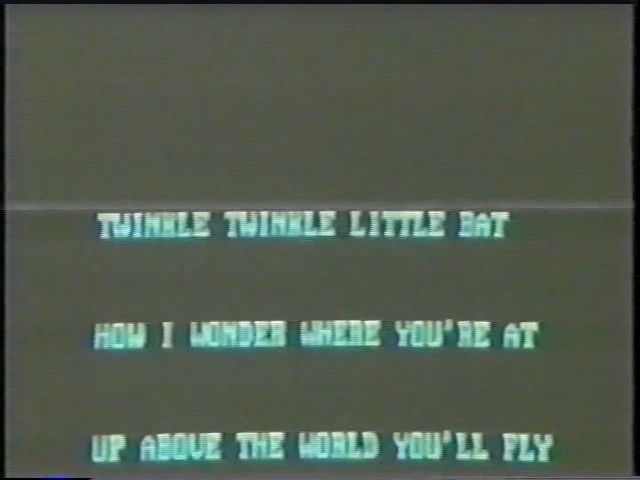 TWINKLE TWINKLE LITTLE BAT
HOW I WONDER WHERE YOU'RE AT
UP ABOVE THE WORLD YOU'LL FLY